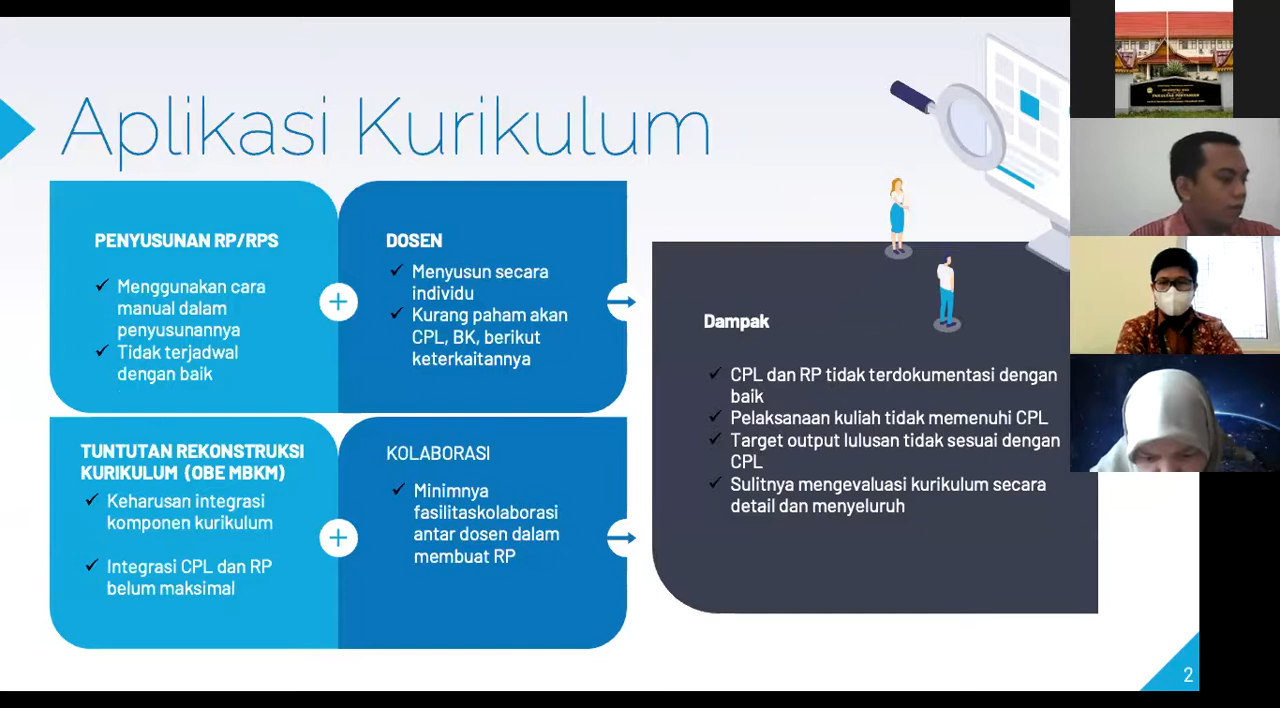 Aplikasi Kurikulum
PENYUSUNAN RP/RPS
Menggunakan cara
manual dalam
penyusunannya
Tidak terjadwal
dengan baik
DOSEN
Menyusun secara
individu
Kurang paham akan
CPL, BK, berikut
keterkaitannya
TUNTUTAN REKONSTRUKSI
KURIKULUM (OBE MBKM)
Keharusan integrasi
komponen kurikulum
Integrasi CPL dan RP
belum maksimal
KOLABORASI
Minimnya
fasilitaskolaborasi
antar dosen dalam
membuat RP
Dampak
CPL dan RP tidak terdokumentasi dengan
baik
Pelaksanaan kuliah tidak memenuhi CPL
Target output lulusan tidak sesuai dengan
CPL
Sulitnya mengevaluasi kurikulum secara
detail dan menyeluruh
2
FAKULTAS PERTANIAN